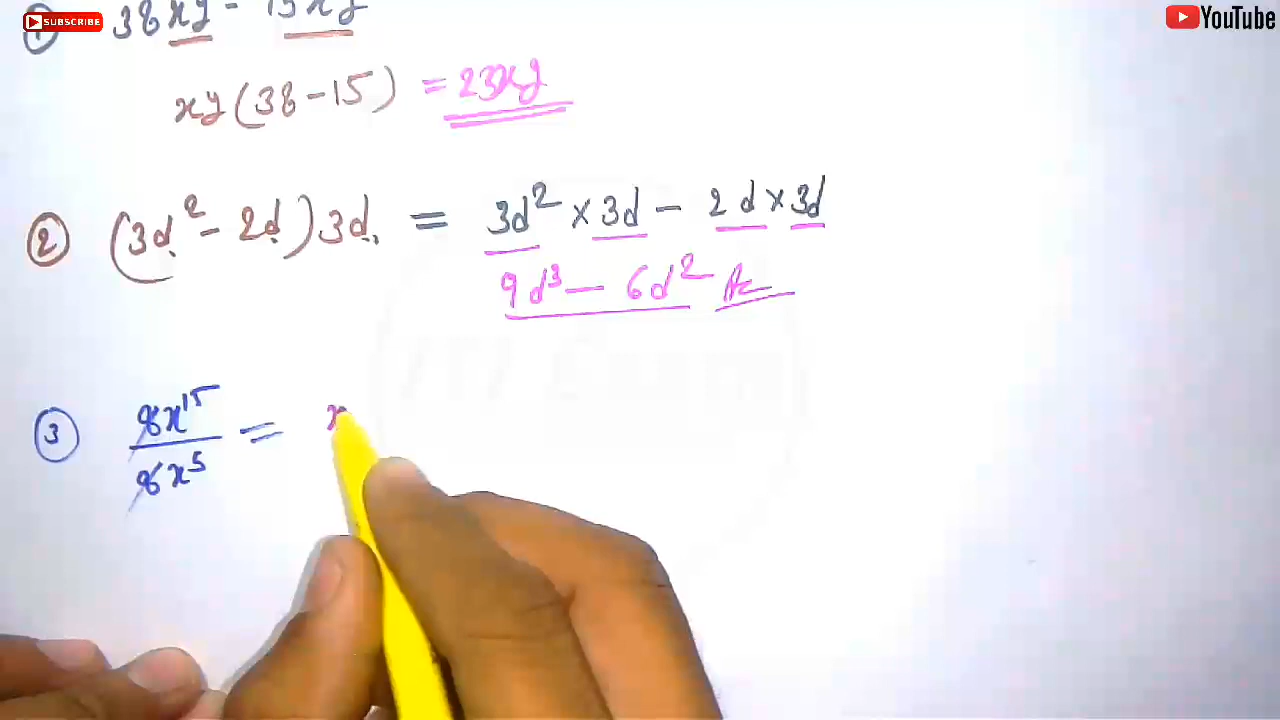 SUBSCRIBE
YouTube
① 38xy - 15xy
xy(38-15) = 23xy
② (3d² - 2d)3d = 3d² × 3d - 2d × 3d
9d³ - 6d²
③ 8x¹⁵/8x⁵ = x